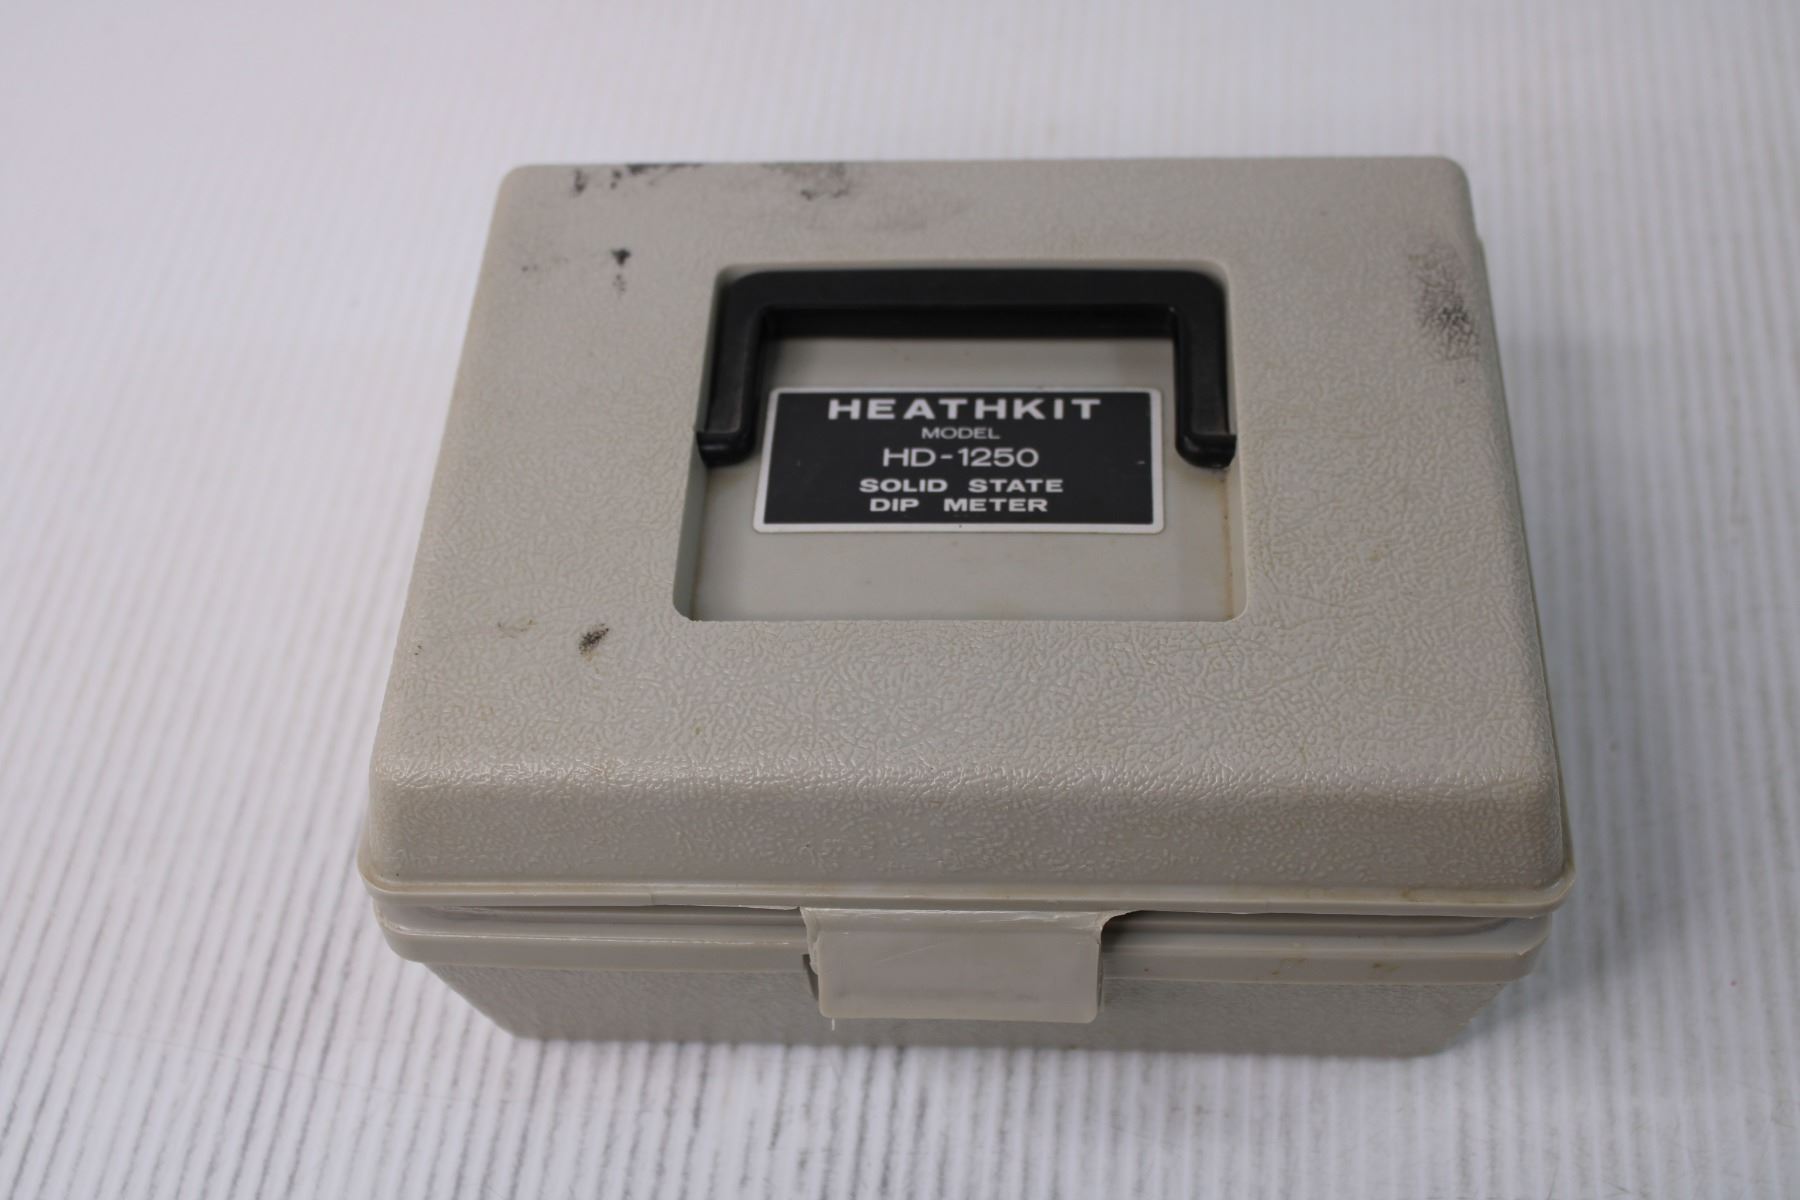 HEATHKIT
MODEL
HD-1250
SOLID STATE
DIP METER